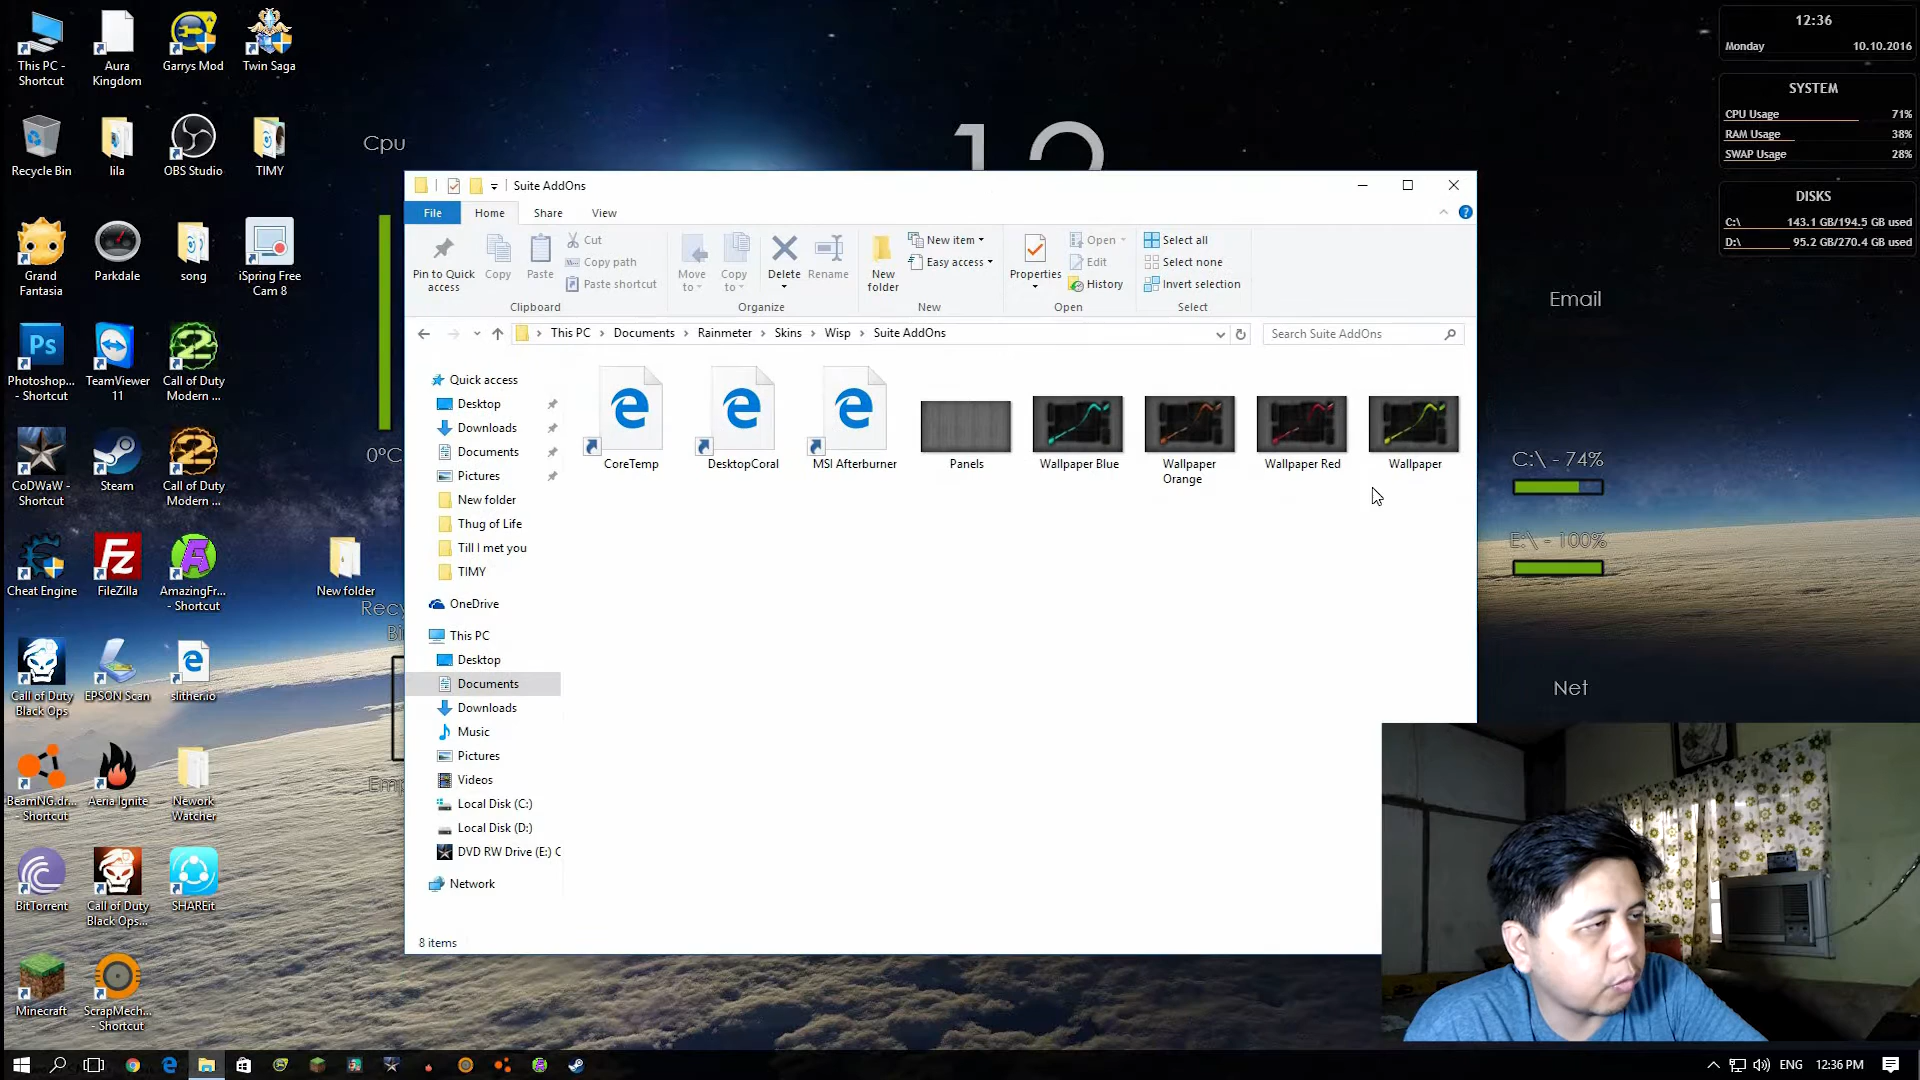 This PC -
Shortcut
Aura
Kingdom
Garrys Mod
Twin Saga
Recycle Bin
lila
OBS Studio
TIMY
Grand
Fantasia
Parkdale
song
iSpring Free
Cam 8
Photoshop...
- Shortcut
TeamViewer
11
Call of Duty
Modern ...
CoDWaW -
Shortcut
Steam
Call of Duty
Modern ...
Cheat Engine
FileZilla
AmazingFr...
- Shortcut
New folder
Call of Duty
Black Ops
EPSON Scan
slither.io
BeamNG.dr...
- Shortcut
Aeria Ignite
Nework
Watcher
BitTorrent
Call of Duty
Black Ops...
SHAREit
Minecraft
ScrapMech...
- Shortcut
Cpu
0°C
12
Suite AddOns
File
Home
Share
View
Pin to Quick
access
Copy
Paste
Cut
Copy path
Paste shortcut
Clipboard
Move
to
Copy
to
Delete
Rename
Organize
New
folder
New item
Easy access
New
Properties
Open
Edit
History
Open
Select all
Select none
Invert selection
Select
This PC
Documents
Rainmeter
Skins
Wisp
Suite AddOns
Search Suite AddOns
Quick access
Desktop
Downloads
Documents
Pictures
New folder
Thug of Life
Till I met you
TIMY
OneDrive
This PC
Desktop
Documents
Downloads
Music
Pictures
Videos
Local Disk (C:)
Local Disk (D:)
DVD RW Drive (E:) C
Network
CoreTemp
DesktopCoral
MSI Afterburner
Panels
Wallpaper Blue
Wallpaper
Orange
Wallpaper Red
Wallpaper
8 items
12:36
Monday 10.10.2016
SYSTEM
CPU Usage 71%
RAM Usage 38%
SWAP Usage 28%
DISKS
C:\ 143.1 GB/194.5 GB used
D:\ 95.2 GB/270.4 GB used
Email
C:\ - 74%
E:\ - 100%
Net
ENG
12:36 PM